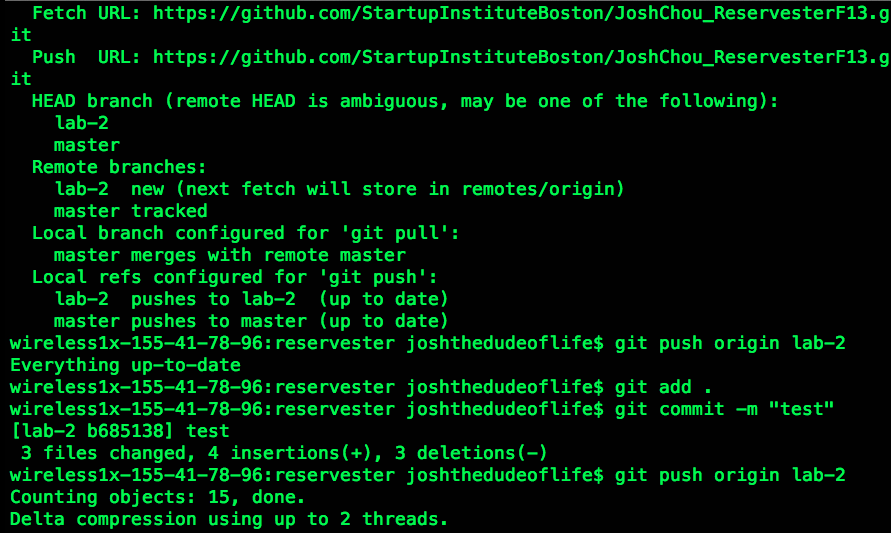 Fetch URL: https://github.com/StartupInstituteBoston/JoshChou_ReservesterF13.g
it
Push  URL: https://github.com/StartupInstituteBoston/JoshChou_ReservesterF13.g
it
HEAD branch (remote HEAD is ambiguous, may be one of the following):
lab-2
master
Remote branches:
lab-2  new (next fetch will store in remotes/origin)
master tracked
Local branch configured for 'git pull':
master merges with remote master
Local refs configured for 'git push':
lab-2  pushes to lab-2  (up to date)
master pushes to master (up to date)
wireless1x-155-41-78-96:reservester joshthedudeoflife$ git push origin lab-2
Everything up-to-date
wireless1x-155-41-78-96:reservester joshthedudeoflife$ git add .
wireless1x-155-41-78-96:reservester joshthedudeoflife$ git commit -m "test"
[lab-2 b685138] test
3 files changed, 4 insertions(+), 3 deletions(-)
wireless1x-155-41-78-96:reservester joshthedudeoflife$ git push origin lab-2
Counting objects: 15, done.
Delta compression using up to 2 threads.